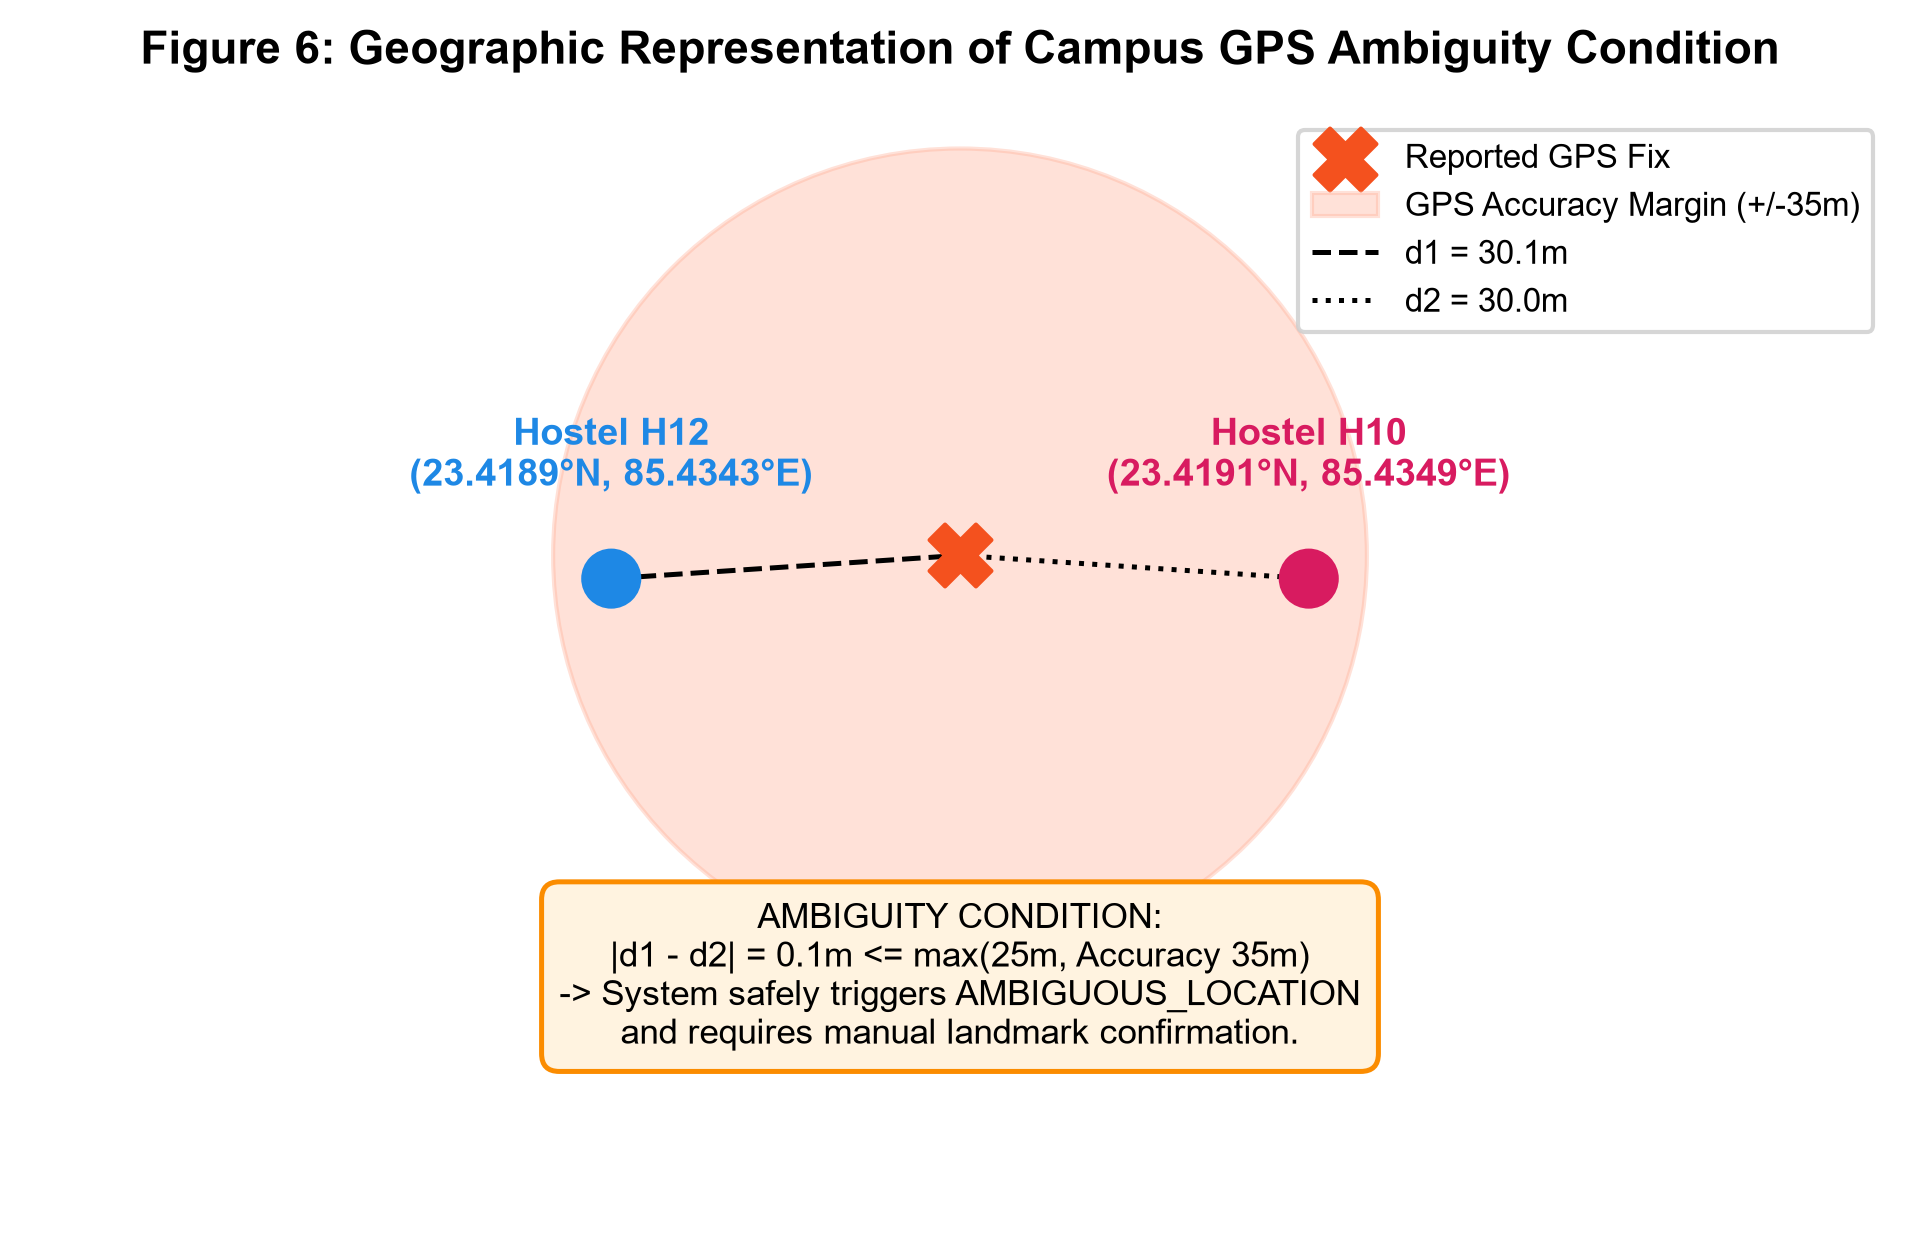 Figure 6: Geographic Representation of Campus GPS Ambiguity Condition
Reported GPS Fix
GPS Accuracy Margin (+/-35m)
d1 = 30.1m
d2 = 30.0m
Hostel H12
(23.4189°N, 85.4343°E)
Hostel H10
(23.4191°N, 85.4349°E)
AMBIGUITY CONDITION:
|d1 - d2| = 0.1m <= max(25m, Accuracy 35m)
-> System safely triggers AMBIGUOUS_LOCATION
and requires manual landmark confirmation.